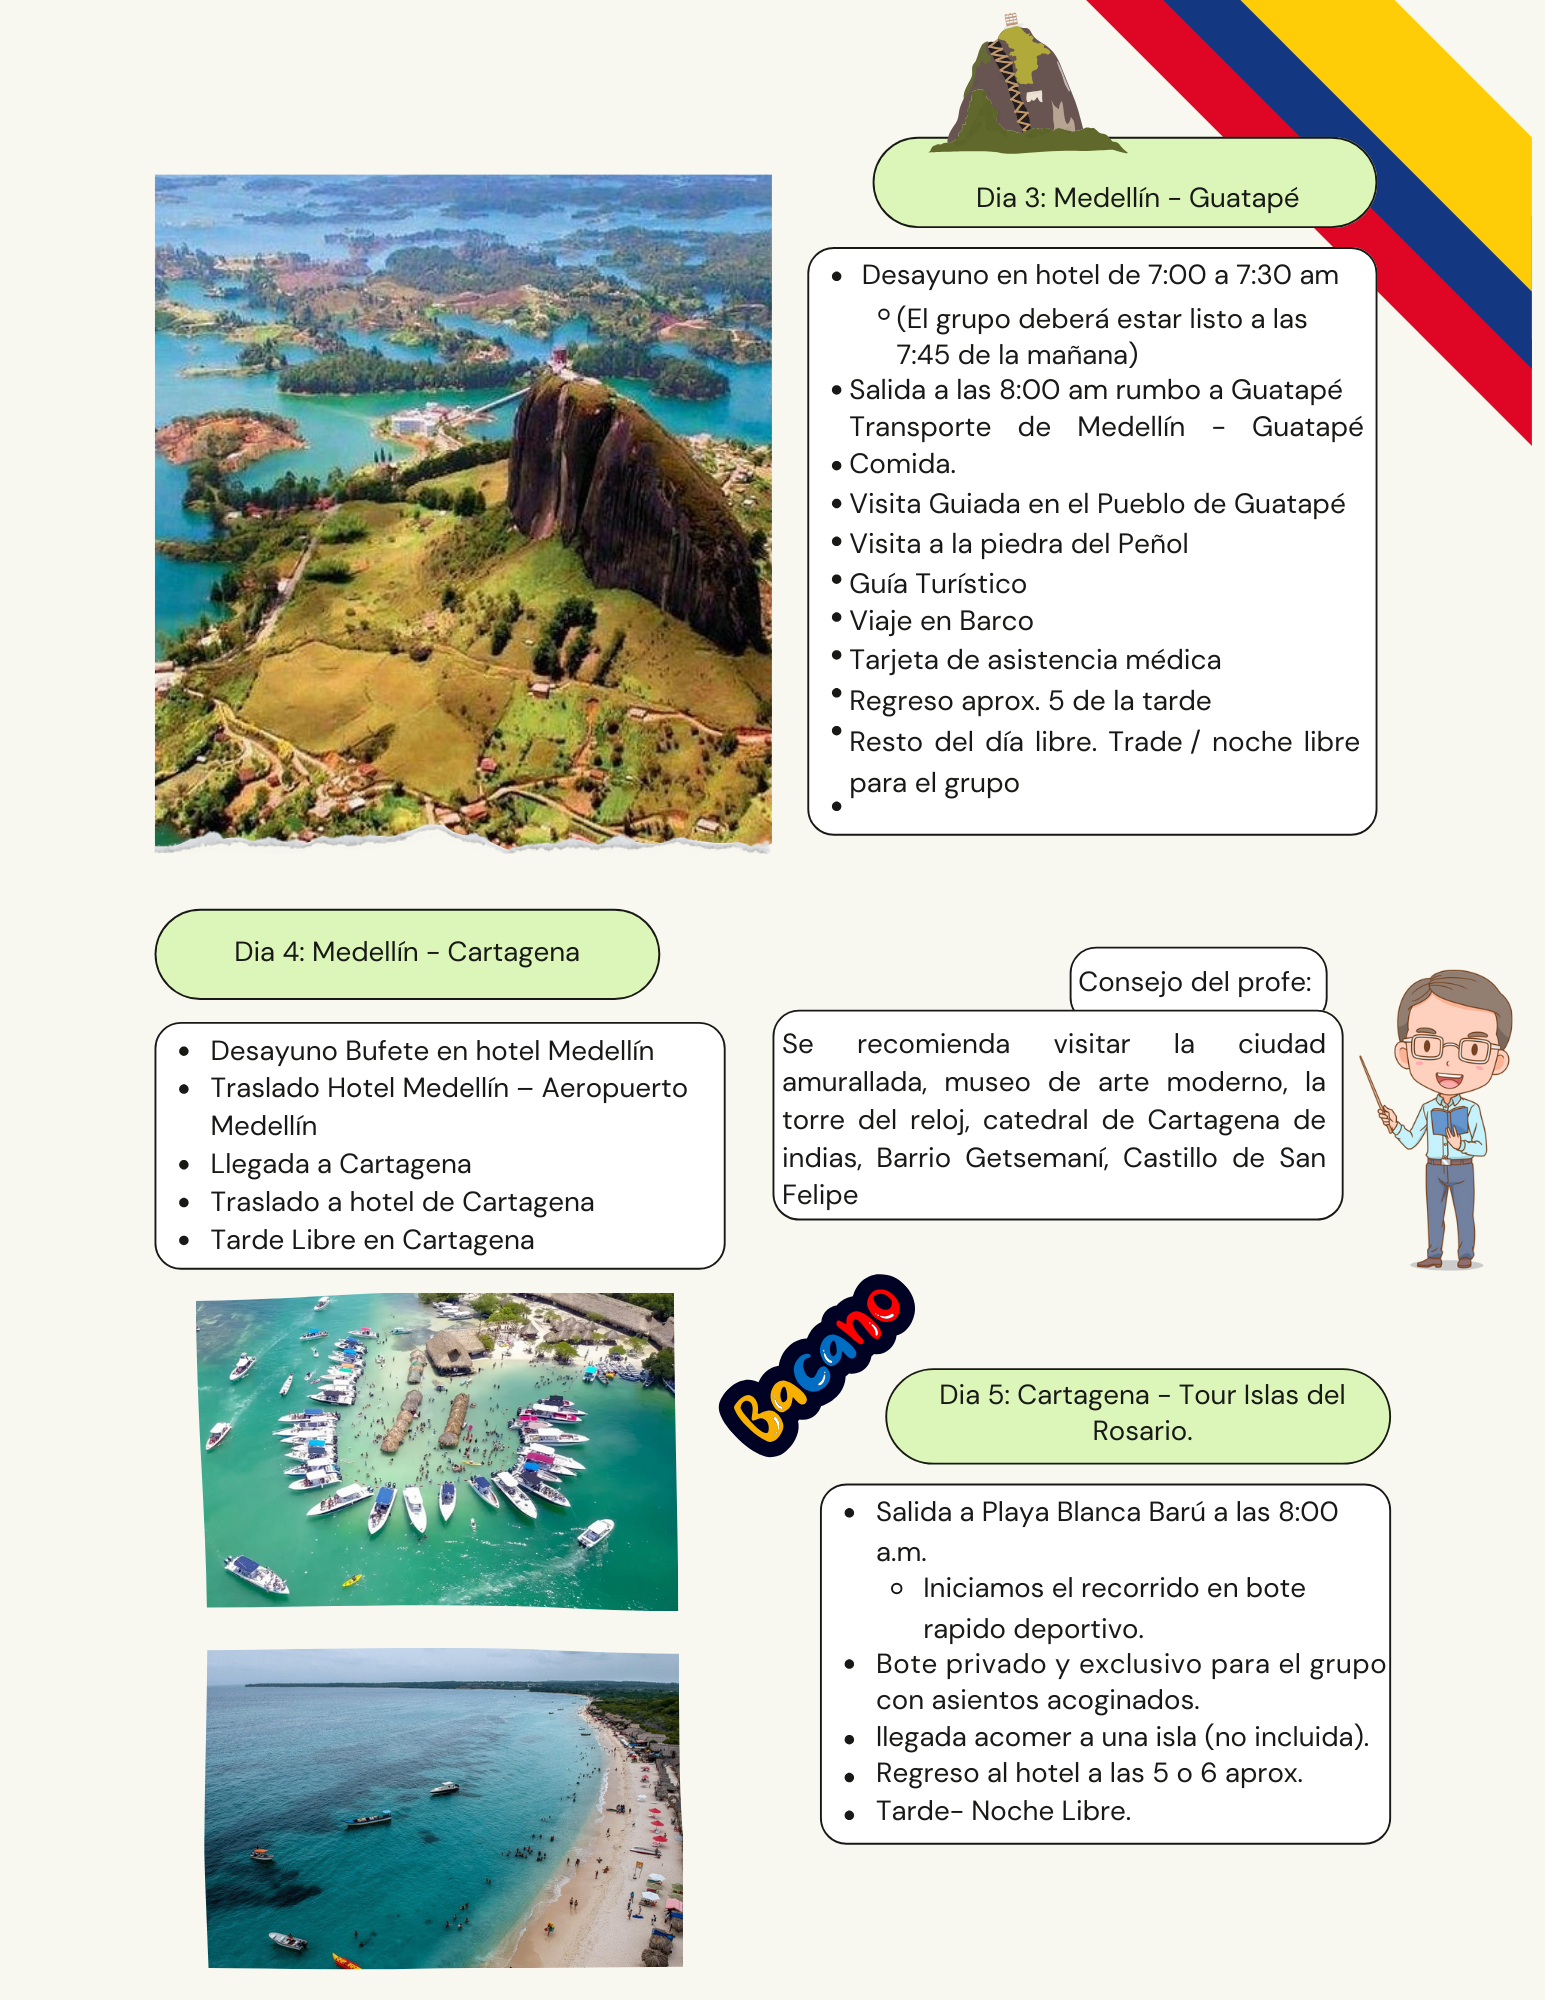 Dia 3: Medellín - Guatapé
Desayuno en hotel de 7:00 a 7:30 am
(El grupo deberá estar listo a las
7:45 de la mañana)
Salida a las 8:00 am rumbo a Guatapé
Transporte de Medellín - Guatapé
Comida.
Visita Guiada en el Pueblo de Guatapé
Visita a la piedra del Peñol
Guía Turístico
Viaje en Barco
Tarjeta de asistencia médica
Regreso aprox. 5 de la tarde
Resto del día libre. Trade / noche libre
para el grupo
Dia 4: Medellín - Cartagena
Desayuno Bufete en hotel Medellín
Traslado Hotel Medellín – Aeropuerto
Medellín
Llegada a Cartagena
Traslado a hotel de Cartagena
Tarde Libre en Cartagena
Consejo del profe:
Se recomienda visitar la ciudad
amurallada, museo de arte moderno, la
torre del reloj, catedral de Cartagena de
indias, Barrio Getsemaní, Castillo de San
Felipe
Bacano
Dia 5: Cartagena - Tour Islas del
Rosario.
Salida a Playa Blanca Barú a las 8:00
a.m.
Iniciamos el recorrido en bote
rapido deportivo.
Bote privado y exclusivo para el grupo
con asientos acoginados.
llegada acomer a una isla (no incluida).
Regreso al hotel a las 5 o 6 aprox.
Tarde- Noche Libre.